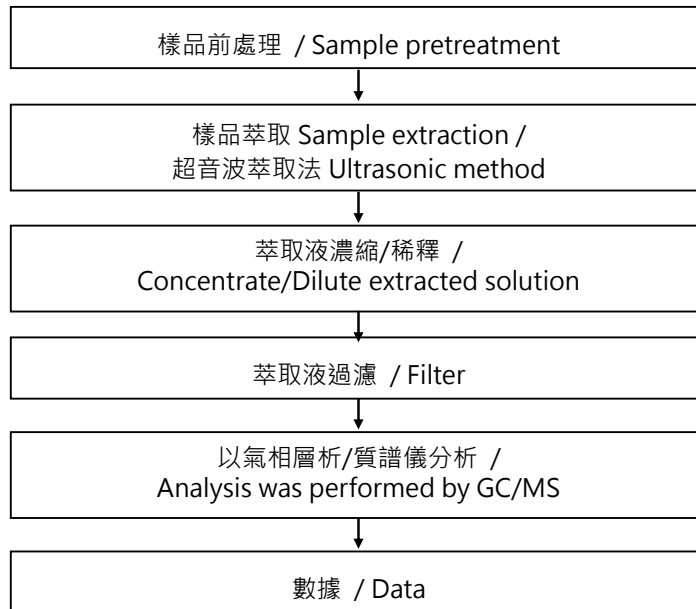 樣品前處理 / Sample pretreatment
樣品萃取 Sample extraction /
超音波萃取法 Ultrasonic method
萃取液濃縮/稀釋 /
Concentrate/Dilute extracted solution
萃取液過濾 / Filter
以氣相層析/質譜儀分析 /
Analysis was performed by GC/MS
數據 / Data